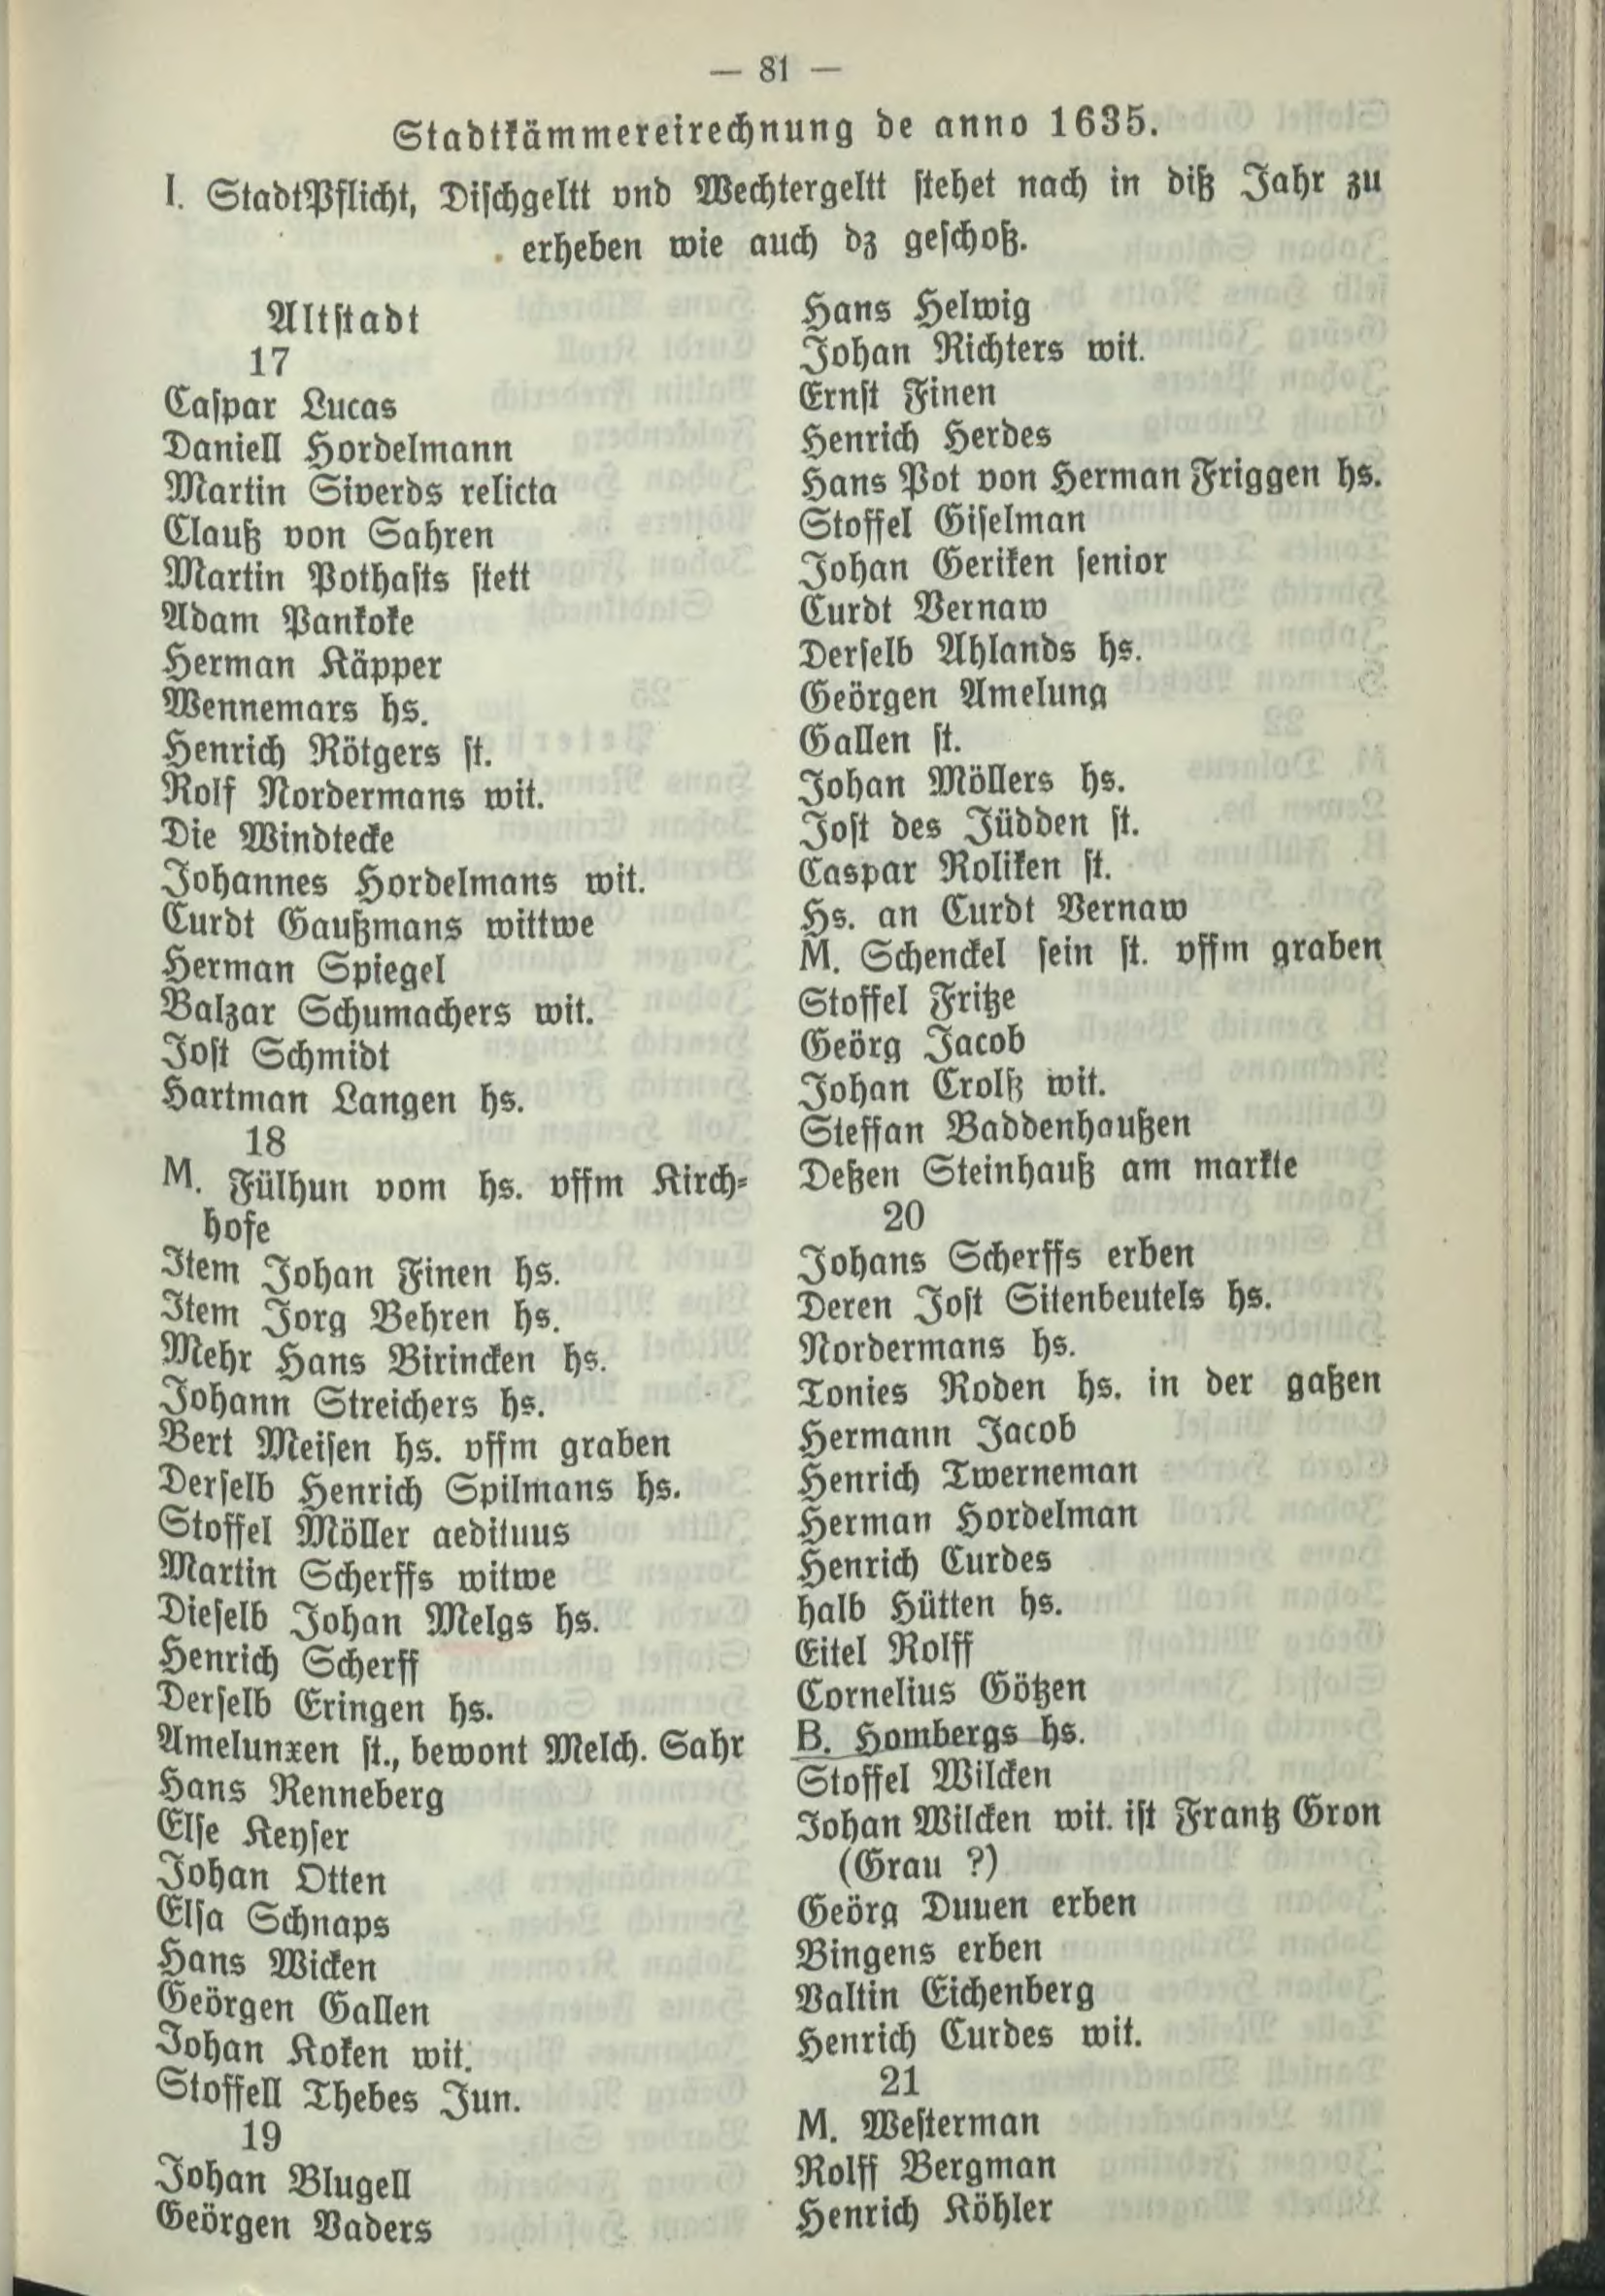 — 81 —
Stadtkämmereirechnung de anno 1635.
I. StadtPflicht, Dischgeltt vnd Wechtergeltt stehet nach in diß Jahr zu
erheben wie auch dz geschoß.
Altstadt
17
Caspar Lucas
Daniell Hordelmann
Martin Siverds relicta
Clauß von Sahren
Martin Pothasts stett
Adam Pankoke
Herman Käpper
Wennemars hs.
Henrich Rötgers st.
Rolf Nordermans wit.
Die Windtecke
Johannes Hordelmans wit.
Curdt Gaußmans wittwe
Herman Spiegel
Balzar Schumachers wit.
Jost Schmidt
Hartman Langen hs.
18
M. Fülhun vom hs. vffm Kirch-
hofe
Item Johan Finen hs.
Item Jorg Behren hs.
Mehr Hans Birincken hs.
Johann Streichers hs.
Bert Meisen hs. vffm graben
Derselb Henrich Spilmans hs.
Stoffel Möller aedituus
Martin Scherffs witwe
Dieselb Johan Melgs hs.
Henrich Scherff
Derselb Eringen hs.
Amelunxen st., bewont Melch. Sahr
Hans Renneberg
Else Keyser
Johan Otten
Elsa Schnaps
Hans Wicken
Geörgen Gallen
Johan Koken wit.
Stoffell Thebes Jun.
19
Johan Blugell
Geörgen Vaders
Hans Helwig
Johan Richters wit.
Ernst Finen
Henrich Herdes
Hans Pot von Herman Friggen hs.
Stoffel Giselman
Johan Geriken senior
Curdt Vernaw
Derselb Ahlands hs.
Geörgen Amelung
Gallen st.
Johan Möllers hs.
Jost des Jüdden st.
Caspar Roliken st.
Hs. an Curdt Vernaw
M. Schenckel sein st. vffm graben
Stoffel Fritze
Geörg Jacob
Johan Crolß wit.
Steffan Baddenhaußen
Deßen Steinhauß am markte
20
Johans Scherffs erben
Deren Jost Sitenbeutels hs.
Nordermans hs.
Tonies Roden hs. in der gaßen
Hermann Jacob
Henrich Twerneman
Herman Hordelman
Henrich Curdes
halb Hütten hs.
Eitel Rolff
Cornelius Götzen
B. Hombergs hs.
Stoffel Wilcken
Johan Wilcken wit. ist Frantz Gron
(Grau ?)
Geörg Duuen erben
Bingens erben
Valtin Eichenberg
Henrich Curdes wit.
21
M. Westerman
Rolff Bergman
Henrich Köhler